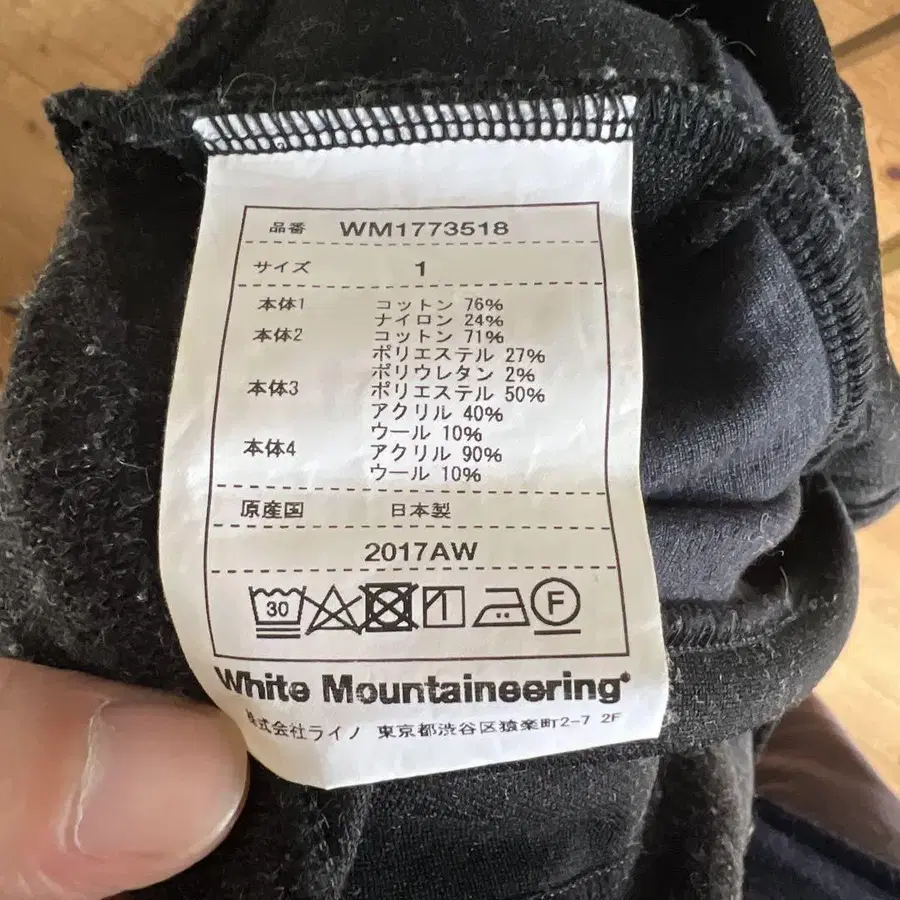 品番 WM1773518
サイズ 1
本体1 コットン 76%
ナイロン 24%
本体2 コットン 71%
ポリエステル 27%
ポリウレタン 2%
本体3 ポリエステル 50%
アクリル 40%
ウール 10%
本体4 アクリル 90%
ウール 10%
原産国 日本製
2017AW
30 F
White Mountaineering
株式会社ライノ 東京都渋谷区猿楽町2-7 2F